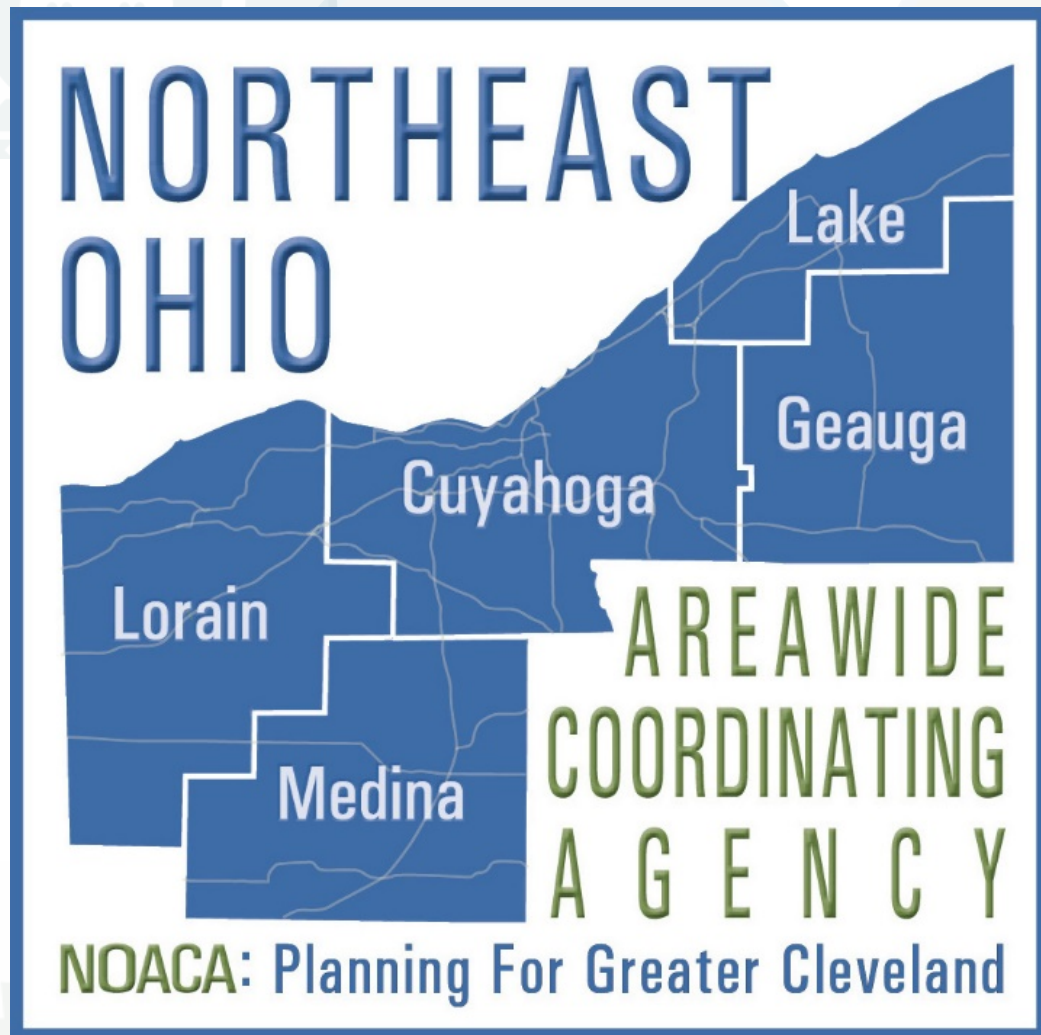 NORTHEAST
OHIO
Lake
Geauga
Cuyahoga
Lorain
Medina
AREAWIDE
COORDINATING
AGENCY
NOACA: Planning For Greater Cleveland